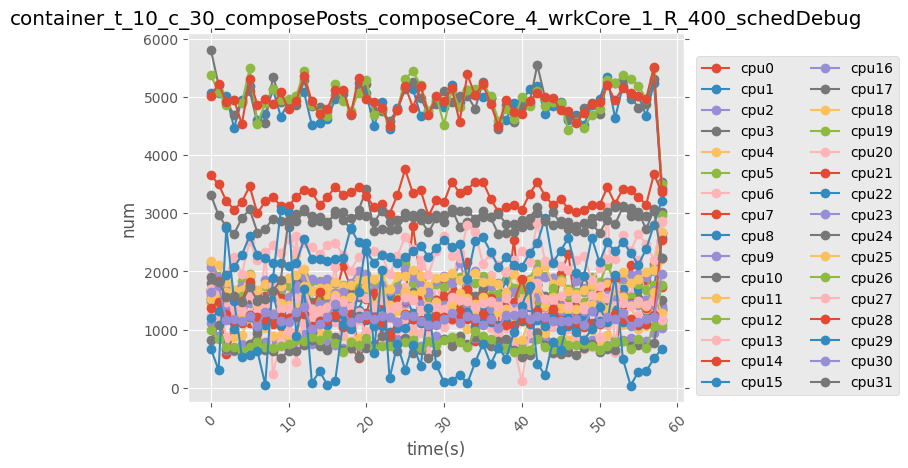 container_t_10_c_30_composePosts_composeCore_4_wrkCore_1_R_400_schedDebug
6000
5000
4000
3000
2000
1000
0
num
0 10 20 30 40 50 60
time(s)
cpu0 cpu16
cpu1 cpu17
cpu2 cpu18
cpu3 cpu19
cpu4 cpu20
cpu5 cpu21
cpu6 cpu22
cpu7 cpu23
cpu8 cpu24
cpu9 cpu25
cpu10 cpu26
cpu11 cpu27
cpu12 cpu28
cpu13 cpu29
cpu14 cpu30
cpu15 cpu31